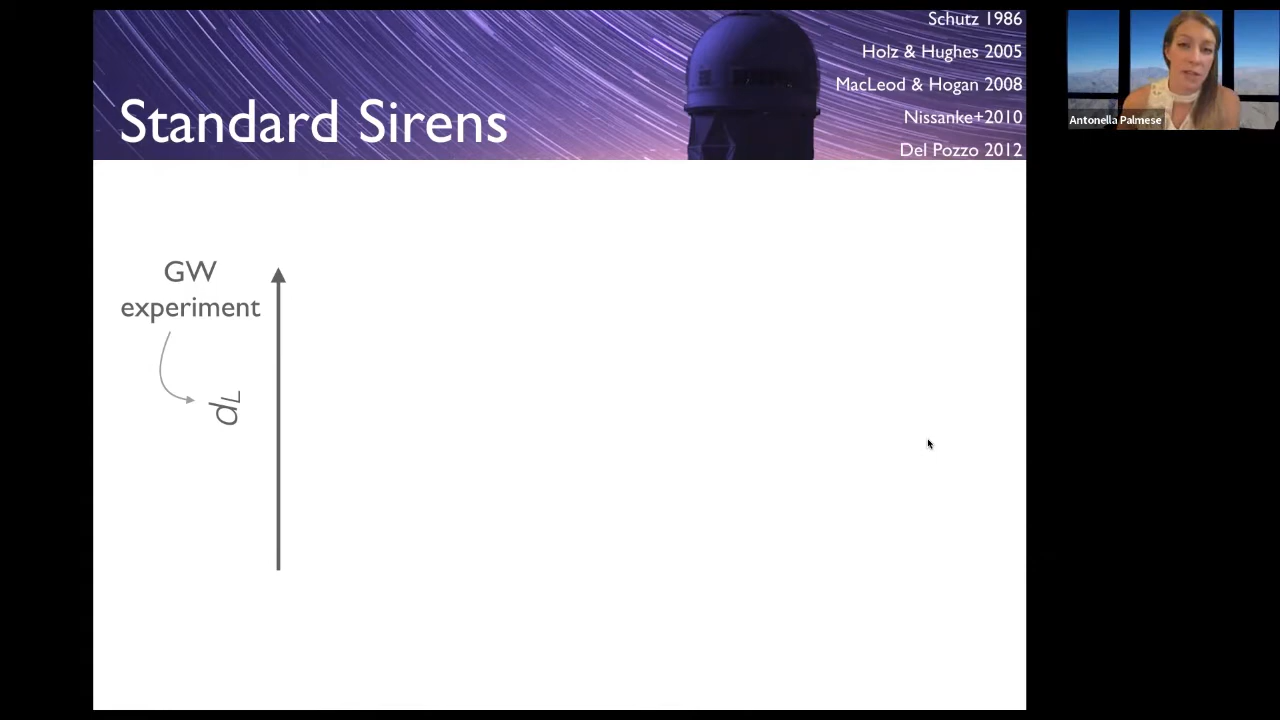 Standard Sirens
Schutz 1986
Holz & Hughes 2005
MacLeod & Hogan 2008
Nissanke+2010
Del Pozzo 2012
GW
experiment
dL
Antonella Palmese